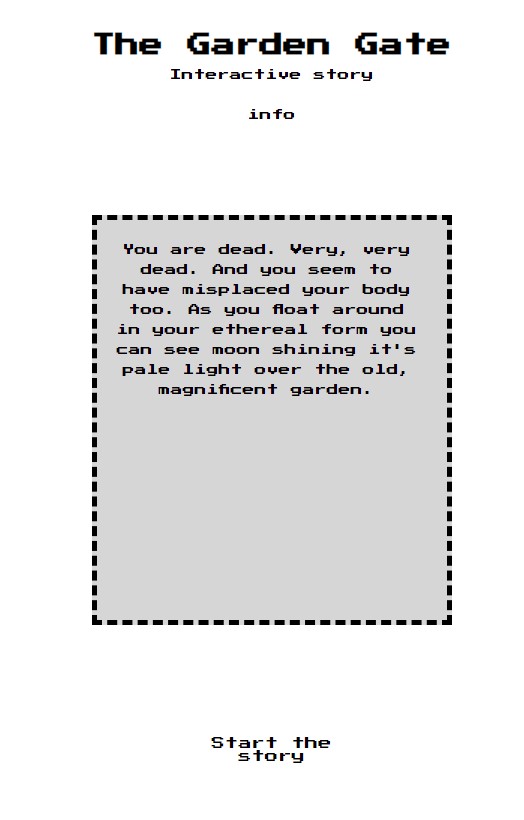 The Garden Gate
Interactive story
info
You are dead. Very, very
dead. And you seem to
have misplaced your body
too. As you float around
in your ethereal form you
can see moon shining it's
pale light over the old,
magnificent garden.
Start the
story